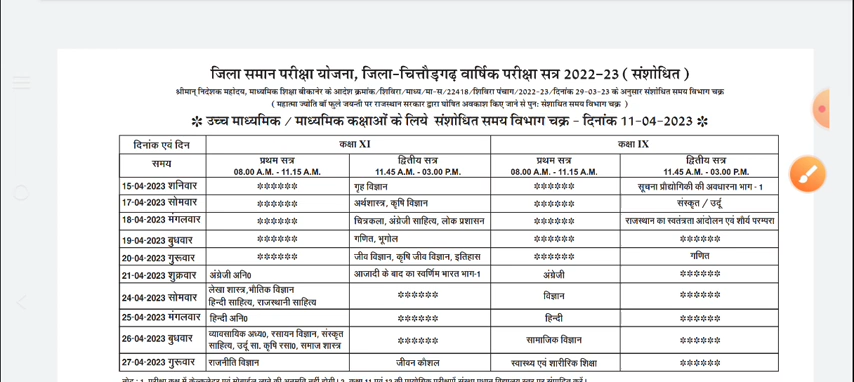 जिला समान परीक्षा योजना, जिला-चित्तौड़गढ़ वार्षिक परीक्षा सत्र 2022-23 ( संशोधित )
श्रीमान् निदेशक महोदय, माध्यमिक शिक्षा बीकानेर के आदेश क्रमांक/शिविरा/माध्य/मा-स/22418/शिविरा पंचाग/2022-23/दिनांक 29-03-23 के अनुसार संशोधित समय विभाग चक्र
( महात्मा ज्योति बॉ फुले जयन्ती पर राजस्थान सरकार द्वारा घोषित अवकाश किए जाने से पुन: संशोधित समय विभाग चक्र )
✻ उच्च माध्यमिक / माध्यमिक कक्षाओं के लिये संशोधित समय विभाग चक्र - दिनांक 11-04-2023 ✻
दिनांक एवं दिन कक्षा XI कक्षा IX
समय प्रथम सत्र द्वितीय सत्र प्रथम सत्र द्वितीय सत्र
08.00 A.M. - 11.15 A.M. 11.45 A.M. - 03.00 P.M. 08.00 A.M. - 11.15 A.M. 11.45 A.M. - 03.00 P.M.
15-04-2023 शनिवार ✻✻✻✻✻✻ गृह विज्ञान ✻✻✻✻✻✻ सूचना प्रौद्योगिकी की अवधारना भाग - 1
17-04-2023 सोमवार ✻✻✻✻✻✻ अर्थशास्त्र, कृषि विज्ञान ✻✻✻✻✻✻ संस्कृत / उर्दू
18-04-2023 मंगलवार ✻✻✻✻✻✻ चित्रकला, अंग्रेजी साहित्य, लोक प्रशासन ✻✻✻✻✻✻ राजस्थान का स्वतंत्रता आंदोलन एवं शौर्य परम्परा
19-04-2023 बुधवार ✻✻✻✻✻✻ गणित, भूगोल ✻✻✻✻✻✻ ✻✻✻✻✻✻
20-04-2023 गुरूवार ✻✻✻✻✻✻ जीव विज्ञान, कृषि जीव विज्ञान, इतिहास ✻✻✻✻✻✻ गणित
21-04-2023 शुक्रवार अंग्रेजी अनि0 आजादी के बाद का स्वर्णिम भारत भाग-1 अंग्रेजी ✻✻✻✻✻✻
24-04-2023 सोमवार लेखा शास्त्र,भौतिक विज्ञान ✻✻✻✻✻✻ विज्ञान ✻✻✻✻✻✻
हिन्दी साहित्य, राजस्थानी साहित्य
25-04-2023 मंगलवार हिन्दी अनि0 ✻✻✻✻✻✻ हिन्दी ✻✻✻✻✻✻
26-04-2023 बुधवार व्यावसायिक अध्य0, रसायन विज्ञान, संस्कृत ✻✻✻✻✻✻ सामाजिक विज्ञान ✻✻✻✻✻✻
साहित्य, उर्दू सा, कृषि रसा0, समाज शास्त्र
27-04-2023 गुरूवार राजनीति विज्ञान जीवन कौशल स्वास्थ्य एवं शारीरिक शिक्षा ✻✻✻✻✻✻